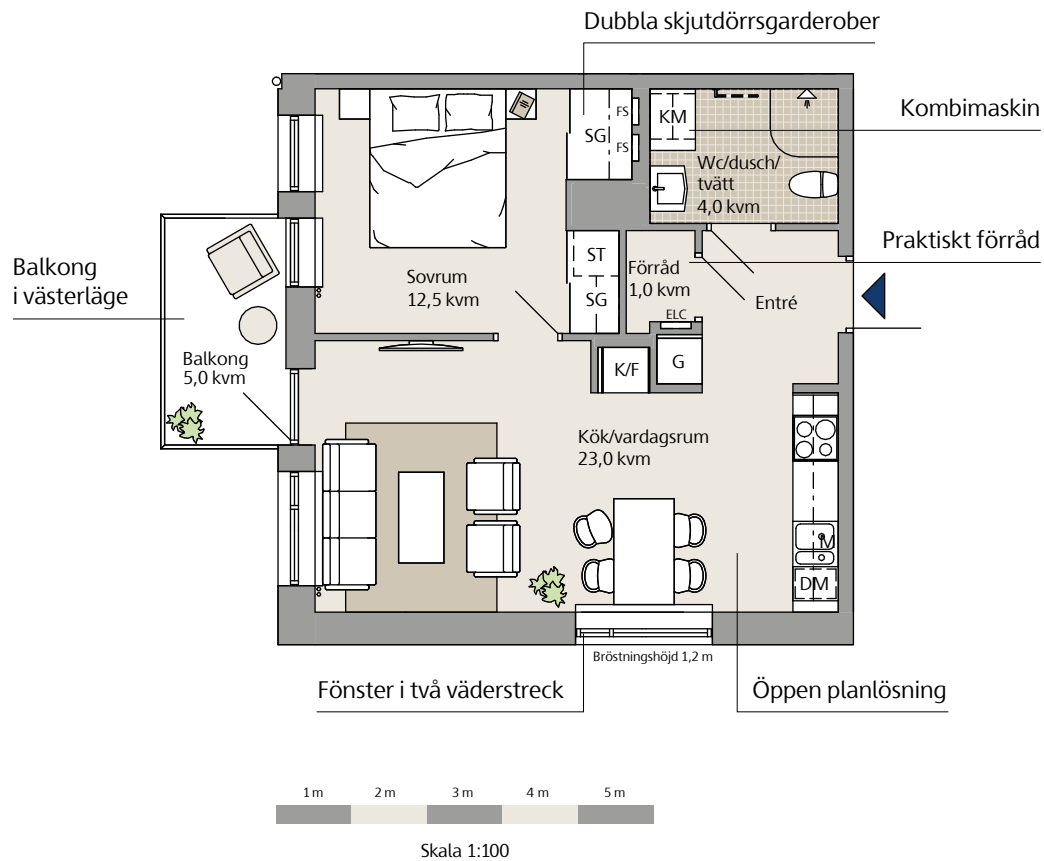 Dubbla skjutdörrsgarderober
Kombimaskin
Praktiskt förråd
Balkong
i västerläge
FS
SG
FS
KM
Wc/dusch/
tvätt
4,0 kvm
Sovrum
12,5 kvm
ST
SG
Förråd
1,0 kvm
ELC
Entré
Balkong
5,0 kvm
K/F
G
Kök/vardagsrum
23,0 kvm
M
DM
Bröstningshöjd 1,2 m
Fönster i två väderstreck
Öppen planlösning
1 m 2 m 3 m 4 m 5 m
Skala 1:100